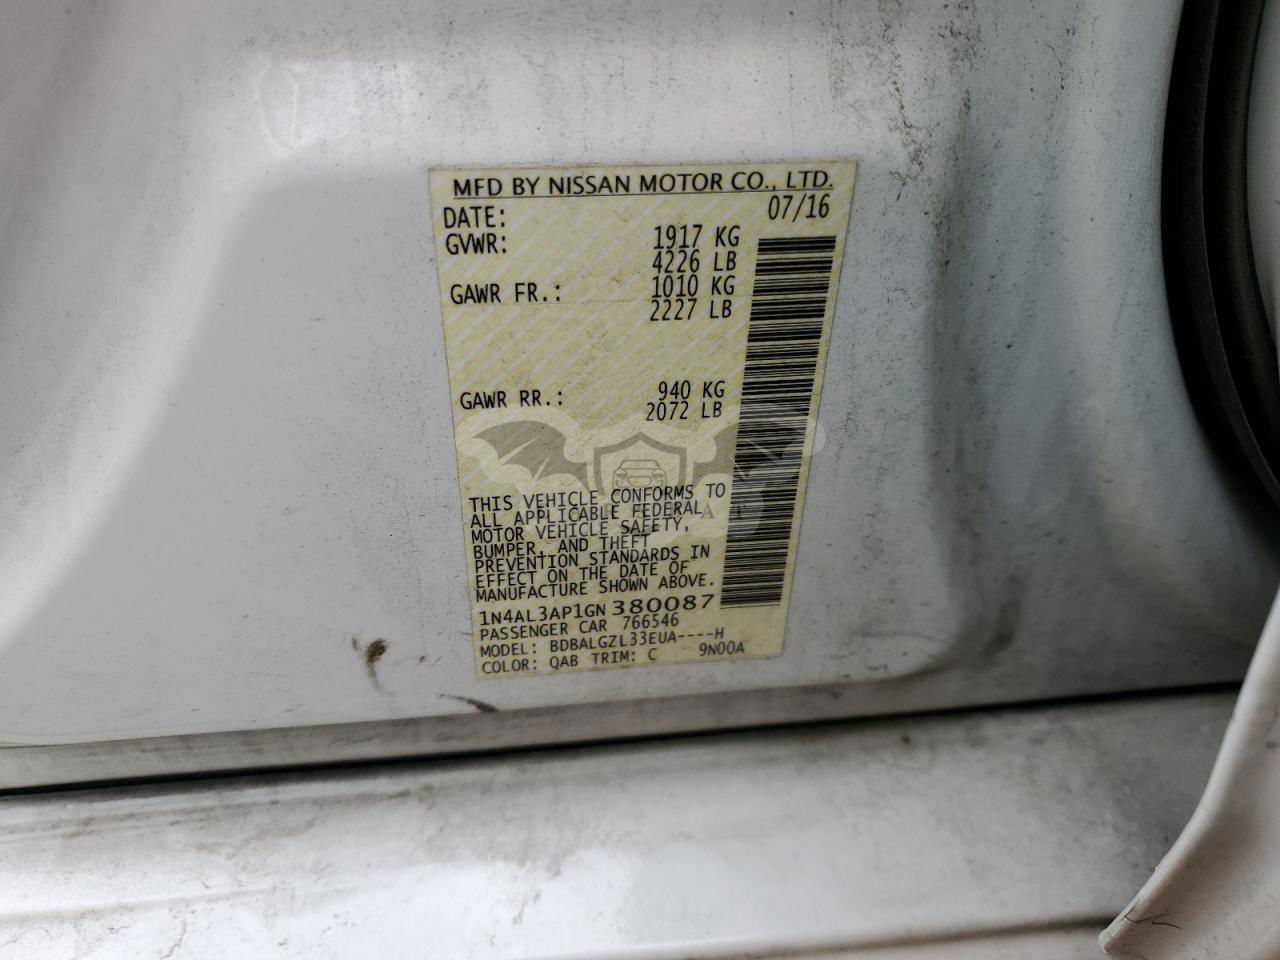 MFD BY NISSAN MOTOR CO., LTD.
DATE: 07/16
GVWR: 1917 KG
4226 LB
GAWR FR.: 1010 KG
2227 LB
GAWR RR.: 940 KG
2072 LB
THIS VEHICLE CONFORMS TO
ALL APPLICABLE FEDERAL
MOTOR VEHICLE SAFETY,
BUMPER, AND THEFT
PREVENTION STANDARDS IN
EFFECT ON THE DATE OF
MANUFACTURE SHOWN ABOVE.
1N4AL3AP1GN380087
PASSENGER CAR 766546
MODEL: BDBALGZL33EUA----H
COLOR: QAB TRIM: C 9N00A